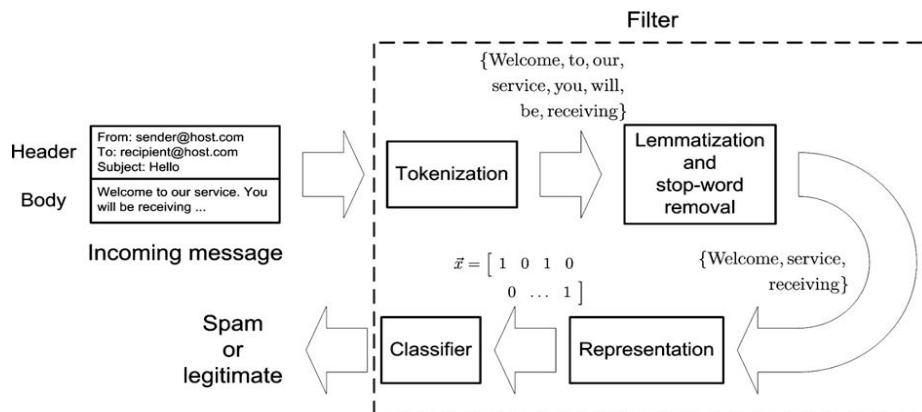 Filter
{Welcome, to, our,
service, you, will,
be, receiving}
Header
From: sender@host.com
To: recipient@host.com
Subject: Hello
Body
Welcome to our service. You
will be receiving ...
Incoming message
Tokenization
Lemmatization
and
stop-word
removal
{Welcome, service,
receiving}
x⃗ = [ 1 0 1 0
0 … 1 ]
Representation
Classifier
Spam
or
legitimate